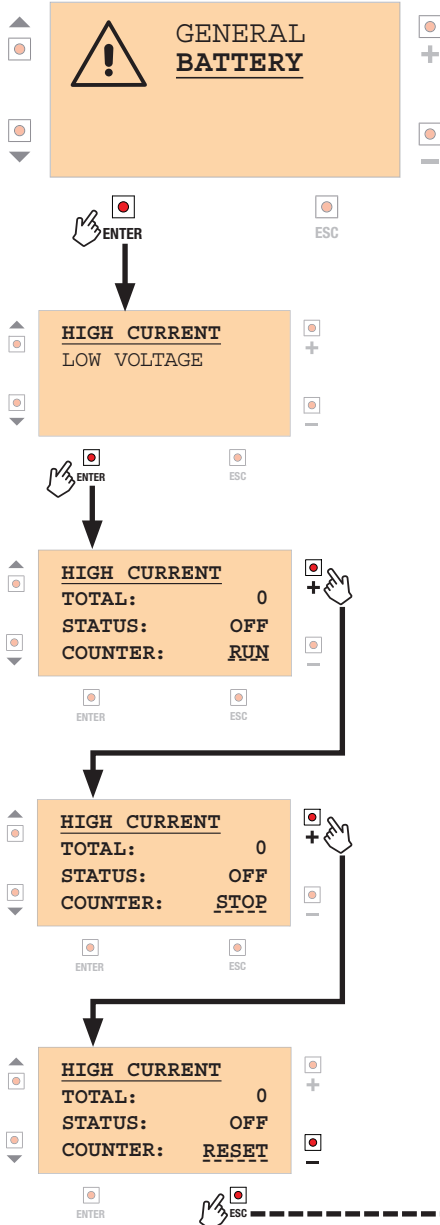 GENERAL
BATTERY
+
−
ENTER
ESC
HIGH CURRENT
LOW VOLTAGE
+
−
ENTER
ESC
HIGH CURRENT
TOTAL: 0
STATUS: OFF
COUNTER: RUN
+
−
ENTER
ESC
HIGH CURRENT
TOTAL: 0
STATUS: OFF
COUNTER: STOP
+
−
ENTER
ESC
HIGH CURRENT
TOTAL: 0
STATUS: OFF
COUNTER: RESET
+
−
ENTER
ESC